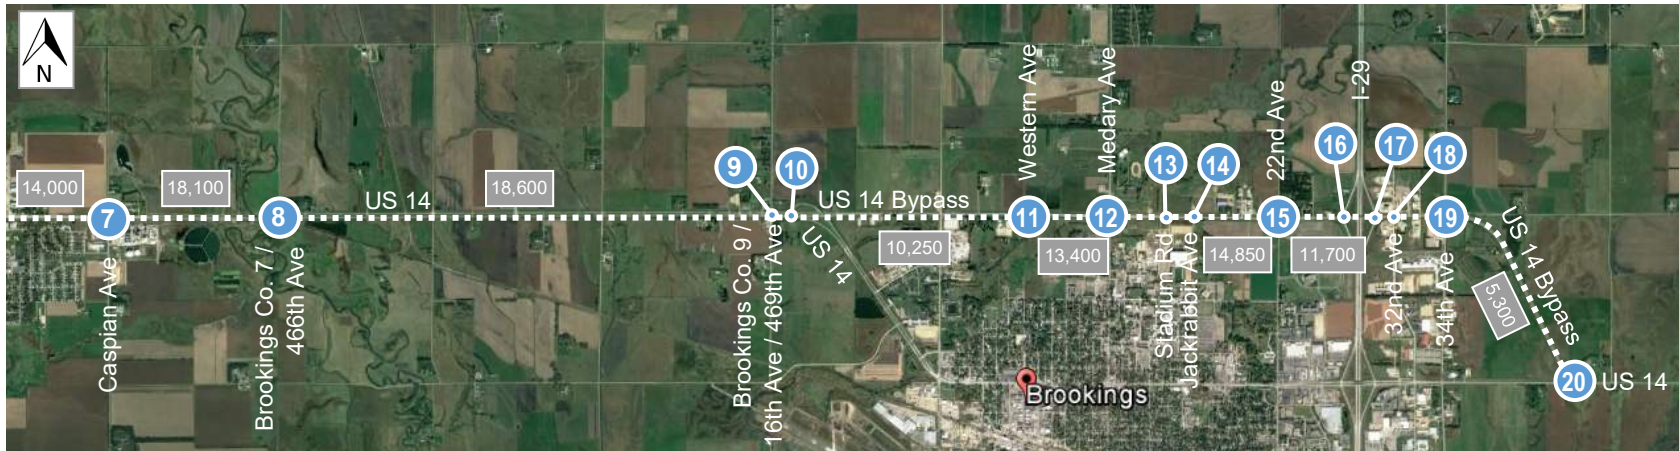 N
14,000
18,100
18,600
US 14
7
8
9
10
US 14 Bypass
US 14
10,250
11
12
13
14
15
16
17
18
19
20
13,400
14,850
11,700
5,300
Caspian Ave
Brookings Co. 7 /
466th Ave
Brookings Co. 9 /
16th Ave / 469th Ave
Western Ave
Medary Ave
Stadium Rd
Jackrabbit Ave
22nd Ave
I-29
32nd Ave
34th Ave
US 14 Bypass
US 14
Brookings